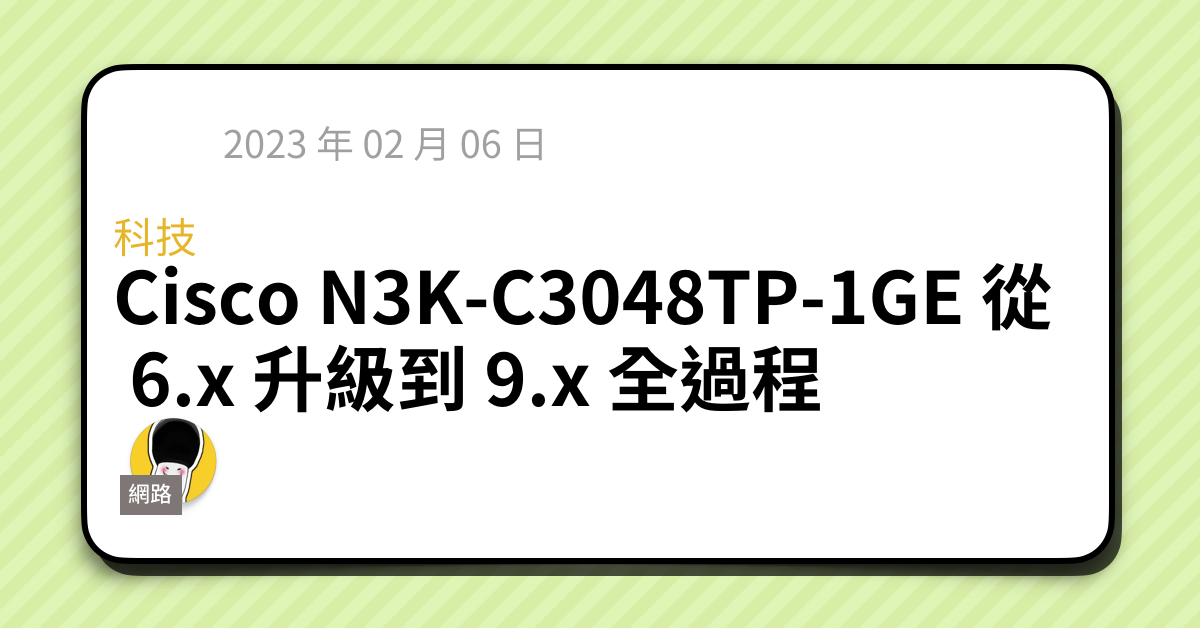 2023 年 02 月 06 日
科技
Cisco N3K-C3048TP-1GE 從
6.x 升級到 9.x 全過程
網路